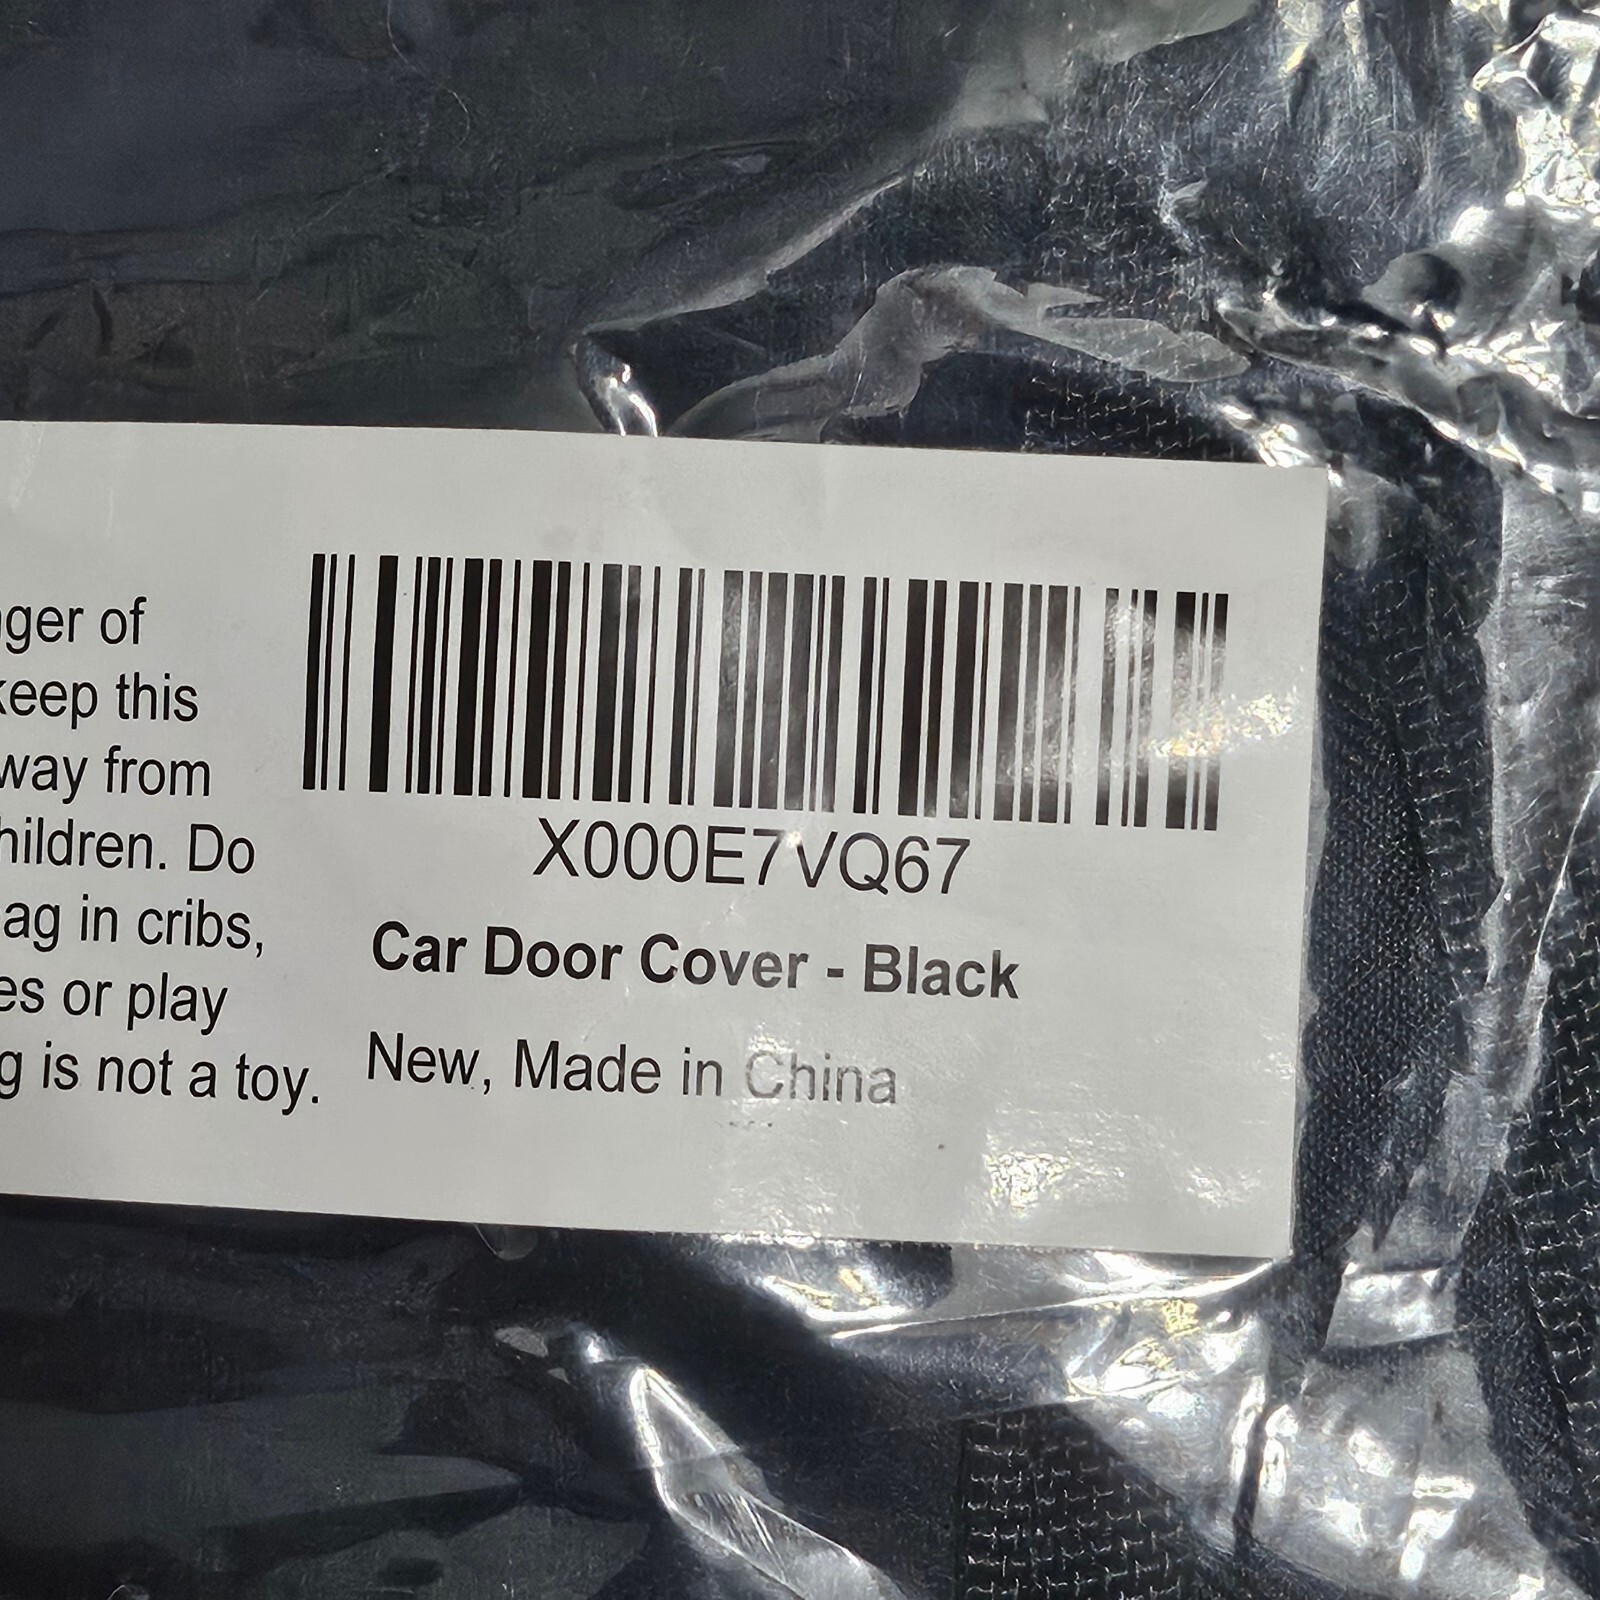 ger of
keep this
way from
hildren. Do
ag in cribs,
es or play
g is not a toy.
X000E7VQ67
Car Door Cover - Black
New, Made in China